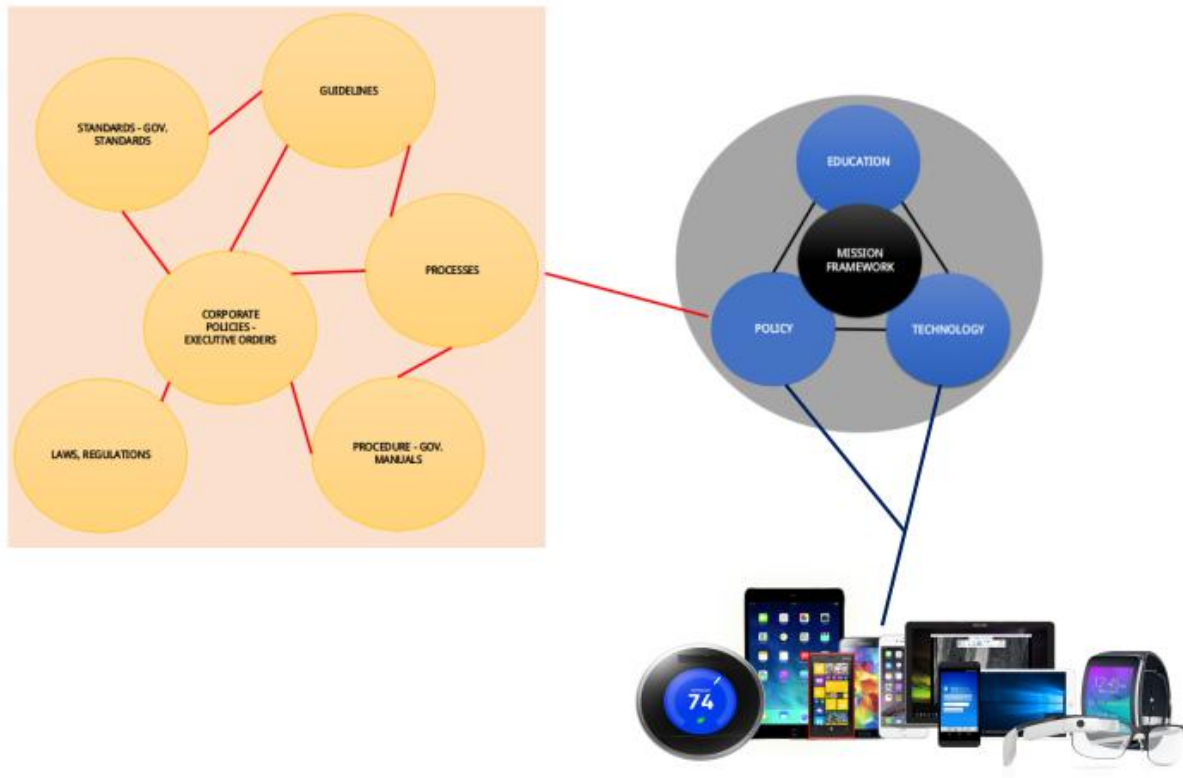 GUIDELINES
STANDARDS - GOV.
STANDARDS
PROCESSES
CORPORATE
POLICIES -
EXECUTIVE ORDERS
LAWS, REGULATIONS
PROCEDURE - GOV.
MANUALS
EDUCATION
MISSION
FRAMEWORK
POLICY
TECHNOLOGY
74